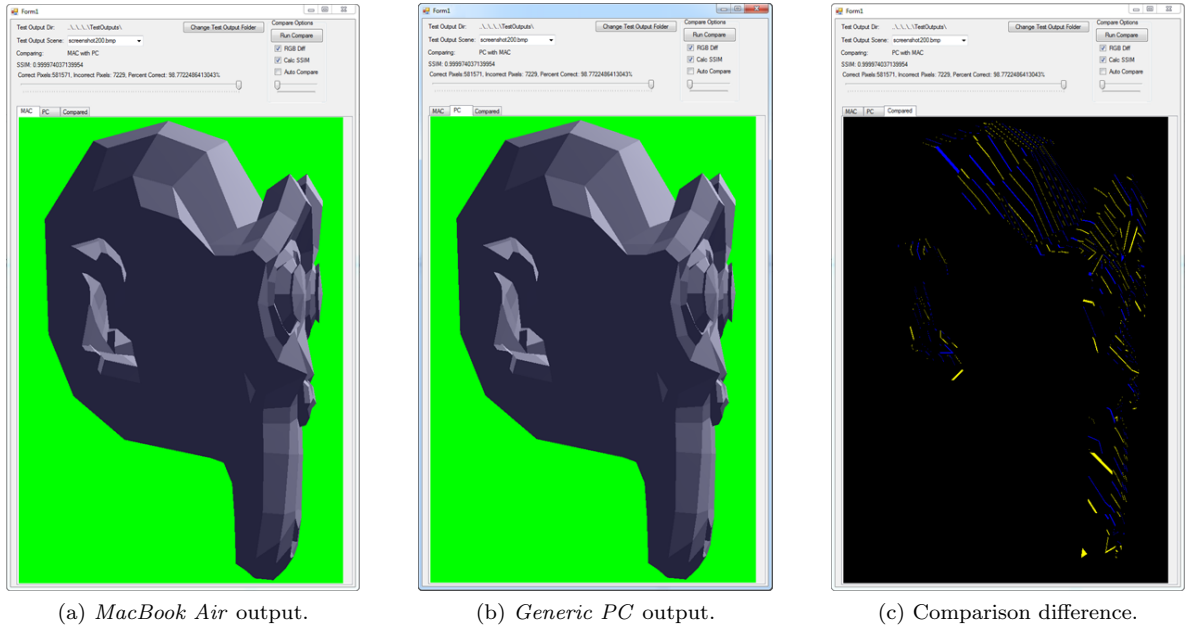 Form1
Test Output Dir: ..\..\..\..\TestOutputs\ Change Test Output Folder
Test Output Scene: screenshot200.bmp
Comparing: MAC with PC
SSIM: 0.999974037139954
Correct Pixels:581571, Incorrect Pixels: 7229, Percent Correct: 98.7722486413043%
Compare Options
Run Compare
RGB Diff
Calc SSIM
Auto Compare
MAC PC Compared
(a) MacBook Air output.
Form1
Test Output Dir: ..\..\..\..\TestOutputs\ Change Test Output Folder
Test Output Scene: screenshot200.bmp
Comparing: PC with MAC
SSIM: 0.999974037139954
Correct Pixels:581571, Incorrect Pixels: 7229, Percent Correct: 98.7722486413043%
Compare Options
Run Compare
RGB Diff
Calc SSIM
Auto Compare
MAC PC Compared
(b) Generic PC output.
Form1
Test Output Dir: ..\..\..\..\TestOutputs\ Change Test Output Folder
Test Output Scene: screenshot200.bmp
Comparing: PC with MAC
SSIM: 0.999974037139954
Correct Pixels:581571, Incorrect Pixels: 7229, Percent Correct: 98.7722486413043%
Compare Options
Run Compare
RGB Diff
Calc SSIM
Auto Compare
MAC PC Compared
(c) Comparison difference.